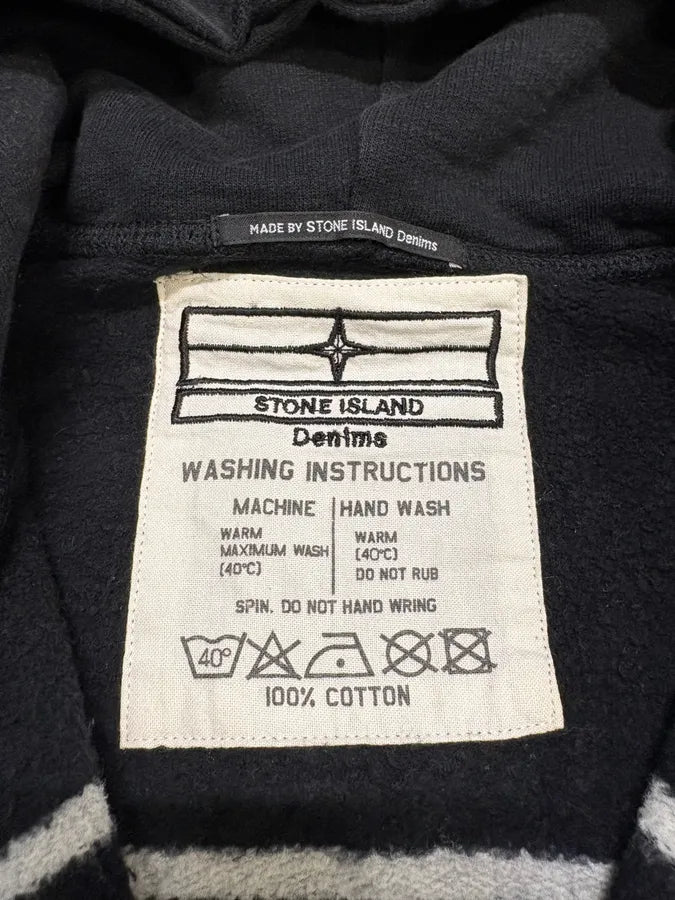 MADE BY STONE ISLAND Denims
STONE ISLAND
Denims
WASHING INSTRUCTIONS
MACHINE HAND WASH
WARM
MAXIMUM WASH
(40°C)
WARM
(40°C)
DO NOT RUB
SPIN. DO NOT HAND WRING
40°
100% COTTON